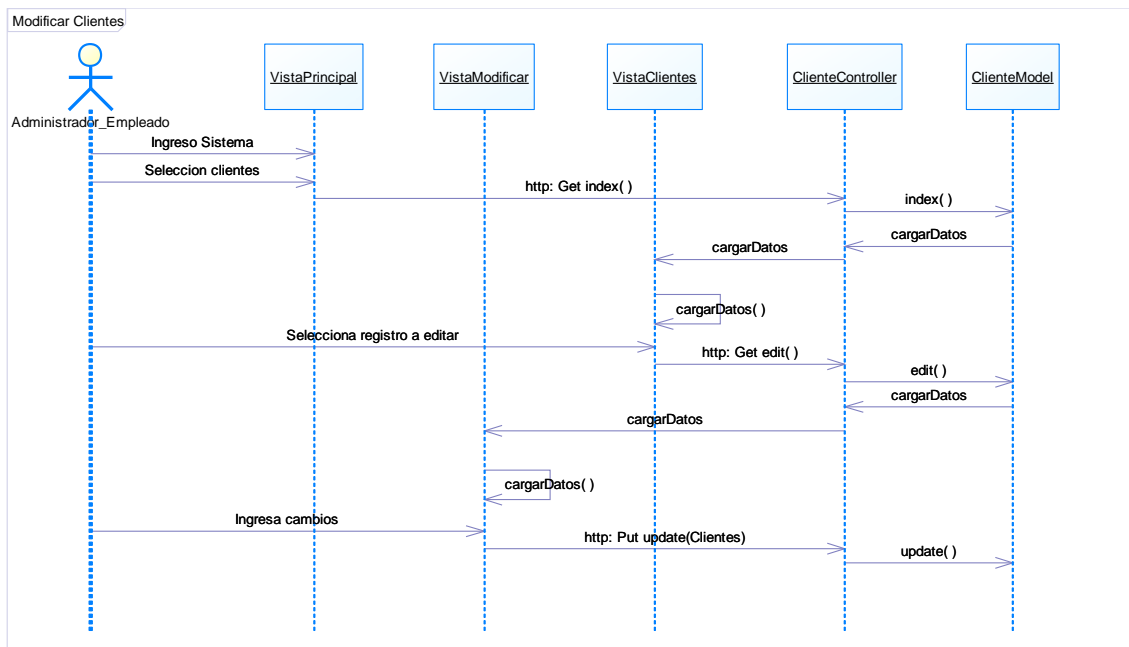 Modificar Clientes
VistaPrincipal
VistaModificar
VistaClientes
ClienteController
ClienteModel
Administrador_Empleado
Ingreso Sistema
Seleccion clientes
http: Get index( )
index( )
cargarDatos
cargarDatos
cargarDatos( )
Selecciona registro a editar
http: Get edit( )
edit( )
cargarDatos
cargarDatos
cargarDatos( )
Ingresa cambios
http: Put update(Clientes)
update( )